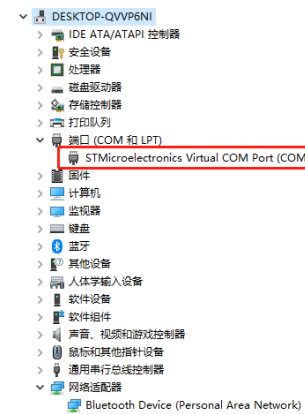 DESKTOP-QVVP6NI
IDE ATA/ATAPI 控制器
安全设备
处理器
磁盘驱动器
存储控制器
打印队列
端口 (COM 和 LPT)
STMicroelectronics Virtual COM Port (COM
固件
计算机
监视器
键盘
蓝牙
其他设备
人体学输入设备
软件设备
软件组件
声音、视频和游戏控制器
鼠标和其他指针设备
通用串行总线控制器
网络适配器
Bluetooth Device (Personal Area Network)